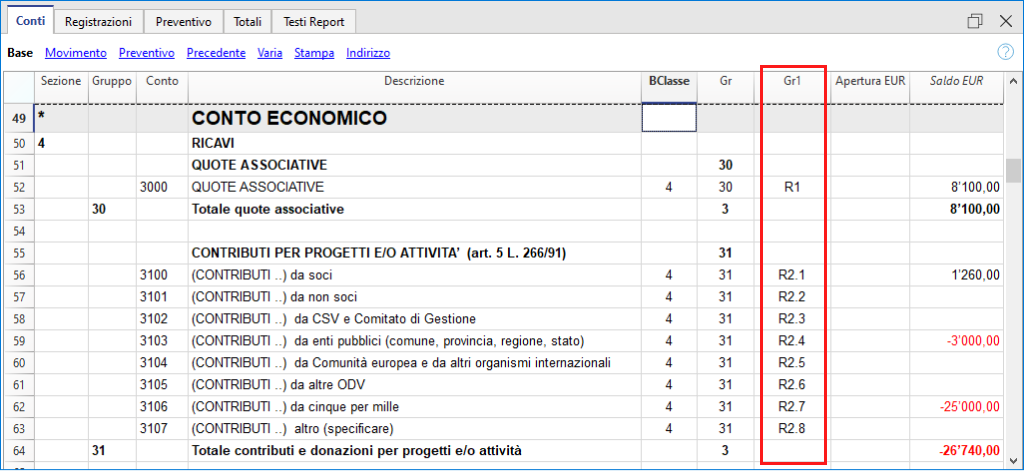 Conti Registrazioni Preventivo Totali Testi Report
Base Movimento Preventivo Precedente Varia Stampa Indirizzo ?
Sezione Gruppo Conto Descrizione BClasse Gr Gr1 Apertura EUR Saldo EUR
49 * CONTO ECONOMICO
50 4 RICAVI
51 QUOTE ASSOCIATIVE 30
52 3000 QUOTE ASSOCIATIVE 4 30 R1 8'100,00
53 30 Totale quote associative 3 8'100,00
54
55 CONTRIBUTI PER PROGETTI E/O ATTIVITA' (art. 5 L. 266/91) 31
56 3100 (CONTRIBUTI ..) da soci 4 31 R2.1 1'260,00
57 3101 (CONTRIBUTI ..) da non soci 4 31 R2.2
58 3102 (CONTRIBUTI ..) da CSV e Comitato di Gestione 4 31 R2.3
59 3103 (CONTRIBUTI ..) da enti pubblici (comune, provincia, regione, stato) 4 31 R2.4 -3'000,00
60 3104 (CONTRIBUTI ..) da Comunità europea e da altri organismi internazionali 4 31 R2.5
61 3105 (CONTRIBUTI ..) da altre ODV 4 31 R2.6
62 3106 (CONTRIBUTI ..) da cinque per mille 4 31 R2.7 -25'000,00
63 3107 (CONTRIBUTI ..) altro (specificare) 4 31 R2.8
64 31 Totale contributi e donazioni per progetti e/o attività 3 -26'740,00